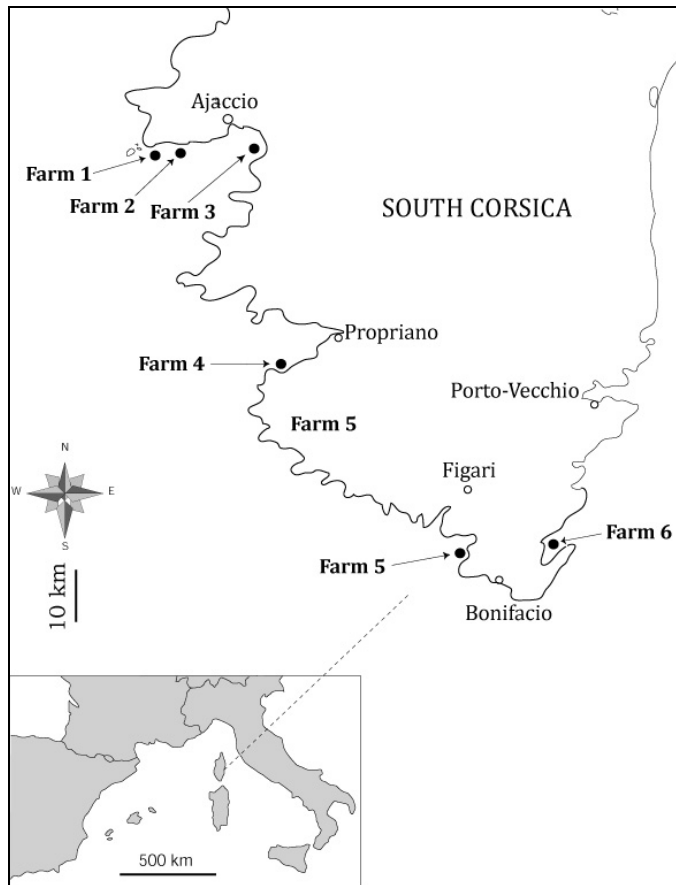 Ajaccio
Farm 1
Farm 2
Farm 3
SOUTH CORSICA
Propriano
Farm 4
Porto-Vecchio
Farm 5
Figari
N
W
E
S
Farm 6
Farm 5
10 km
Bonifacio
500 km